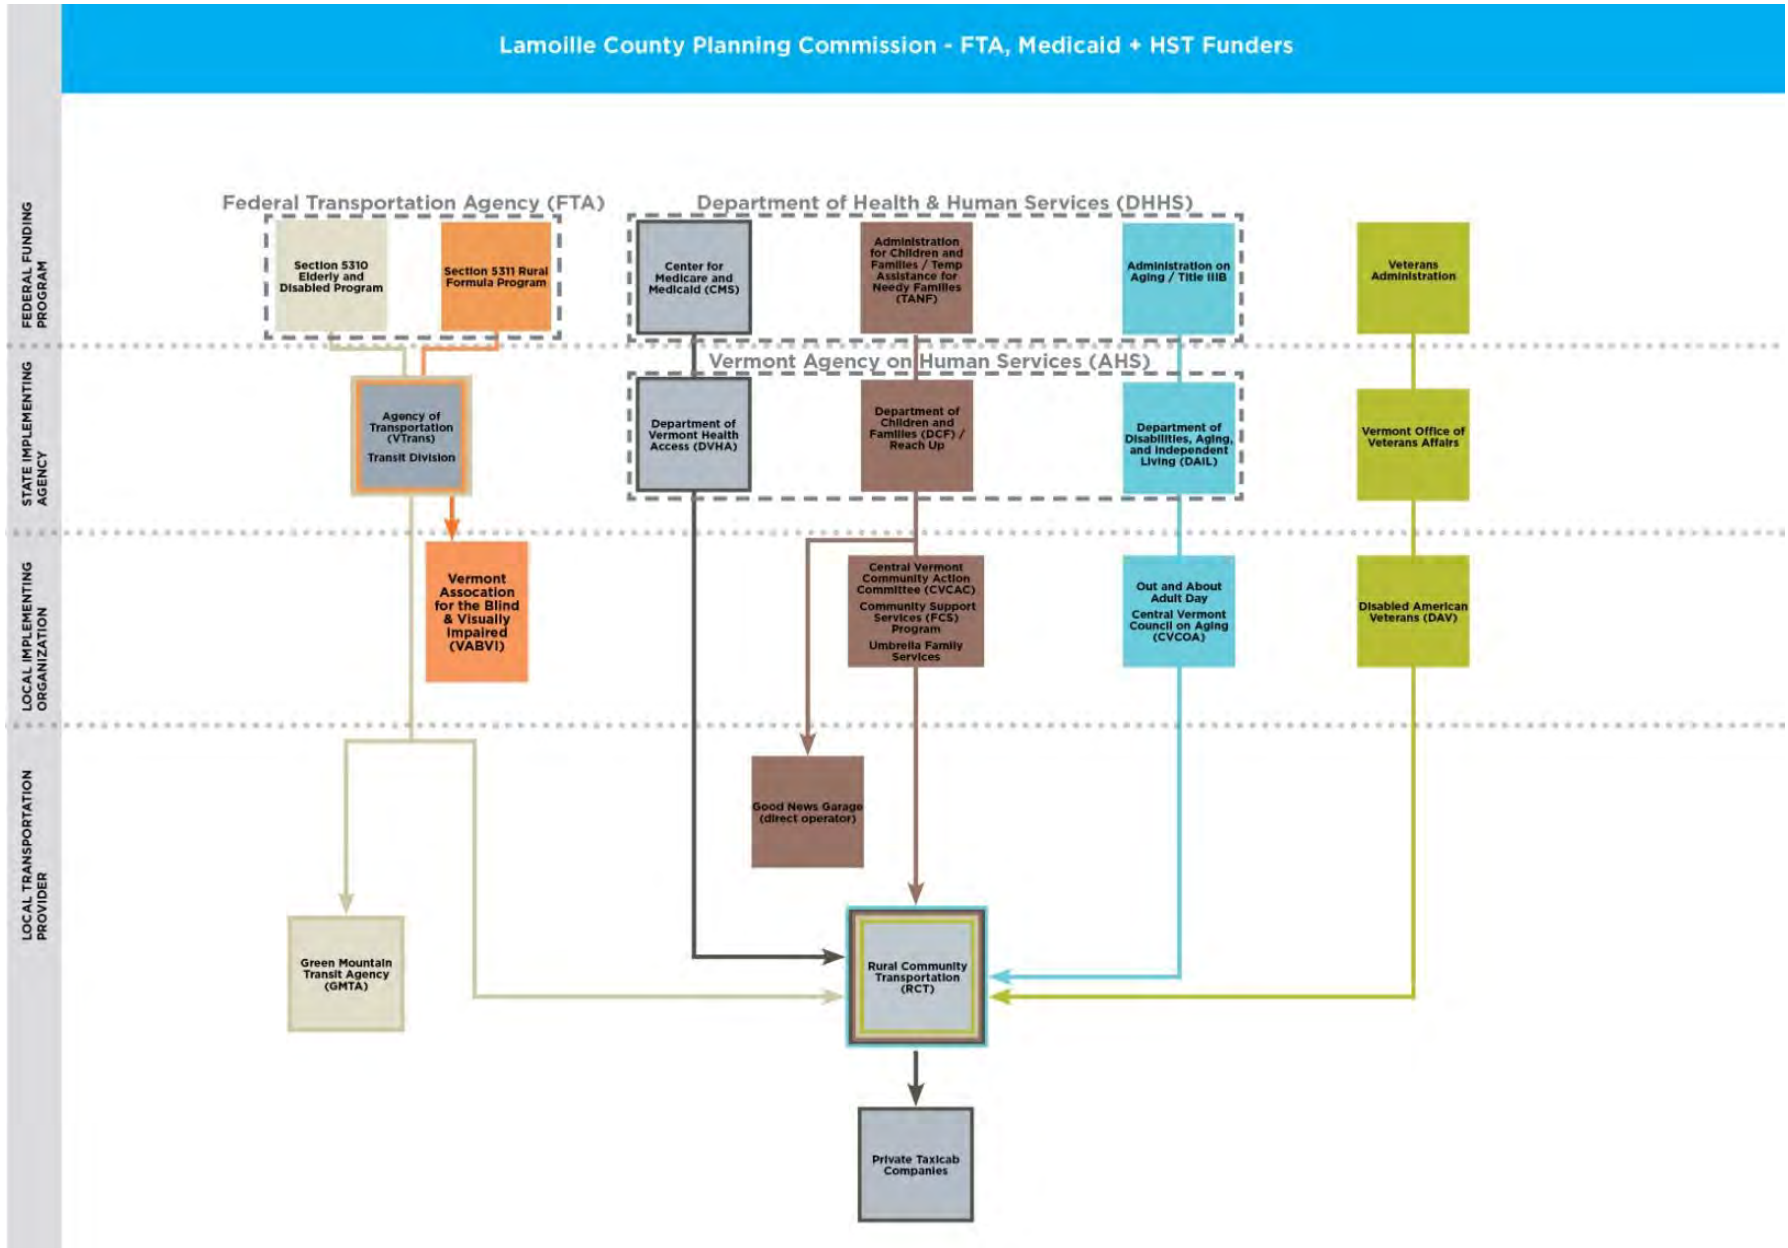 Lamoille County Planning Commission - FTA, Medicaid + HST Funders
FEDERAL FUNDING
PROGRAM
Federal Transportation Agency (FTA)
Department of Health & Human Services (DHHS)
Section 5310
Elderly and
Disabled Program
Section 5311 Rural
Formula Program
Center for
Medicare and
Medicaid (CMS)
Administration
for Children and
Families / Temp
Assistance for
Needy Families
(TANF)
Administration on
Aging / Title IIIB
Veterans
Administration
STATE IMPLEMENTING
AGENCY
Vermont Agency on Human Services (AHS)
Agency of
Transportation
(VTrans)
Transit Division
Department of
Vermont Health
Access (DVHA)
Department of
Children and
Families (DCF) /
Reach Up
Department of
Disabilities, Aging,
and Independent
Living (DAIL)
Vermont Office of
Veterans Affairs
LOCAL IMPLEMENTING
ORGANIZATION
Vermont
Assocation
for the Blind
& Visually
Impaired
(VABVI)
Central Vermont
Community Action
Committee (CVCAC)
Community Support
Services (FCS)
Program
Umbrella Family
Services
Out and About
Adult Day
Central Vermont
Council on Aging
(CVCOA)
Disabled American
Veterans (DAV)
LOCAL TRANSPORTATION
PROVIDER
Good News Garage
(direct operator)
Green Mountain
Transit Agency
(GMTA)
Rural Community
Transportation
(RCT)
Private Taxicab
Companies